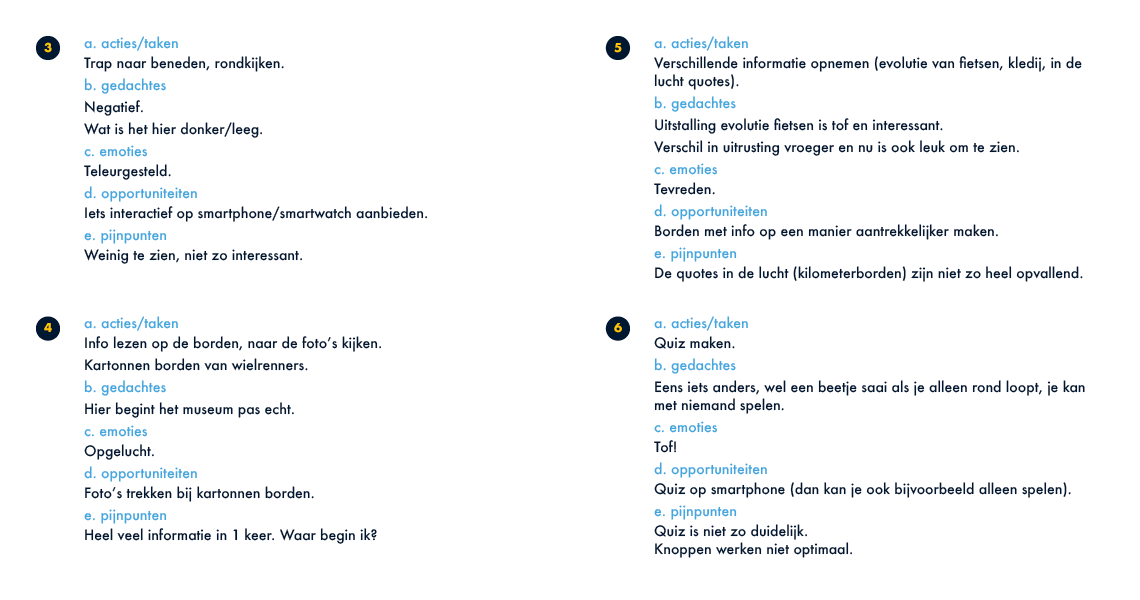 3
a. acties/taken
Trap naar beneden, rondkijken.
b. gedachtes
Negatief.
Wat is het hier donker/leeg.
c. emoties
Teleurgesteld.
d. opportuniteiten
Iets interactief op smartphone/smartwatch aanbieden.
e. pijnpunten
Weinig te zien, niet zo interessant.
4
a. acties/taken
Info lezen op de borden, naar de foto's kijken.
Kartonnen borden van wielrenners.
b. gedachtes
Hier begint het museum pas echt.
c. emoties
Opgelucht.
d. opportuniteiten
Foto's trekken bij kartonnen borden.
e. pijnpunten
Heel veel informatie in 1 keer. Waar begin ik?
5
a. acties/taken
Verschillende informatie opnemen (evolutie van fietsen, kledij, in de
lucht quotes).
b. gedachtes
Uitstalling evolutie fietsen is tof en interessant.
Verschil in uitrusting vroeger en nu is ook leuk om te zien.
c. emoties
Tevreden.
d. opportuniteiten
Borden met info op een manier aantrekkelijker maken.
e. pijnpunten
De quotes in de lucht (kilometerborden) zijn niet zo heel opvallend.
6
a. acties/taken
Quiz maken.
b. gedachtes
Eens iets anders, wel een beetje saai als je alleen rond loopt, je kan
met niemand spelen.
c. emoties
Tof!
d. opportuniteiten
Quiz op smartphone (dan kan je ook bijvoorbeeld alleen spelen).
e. pijnpunten
Quiz is niet zo duidelijk.
Knoppen werken niet optimaal.